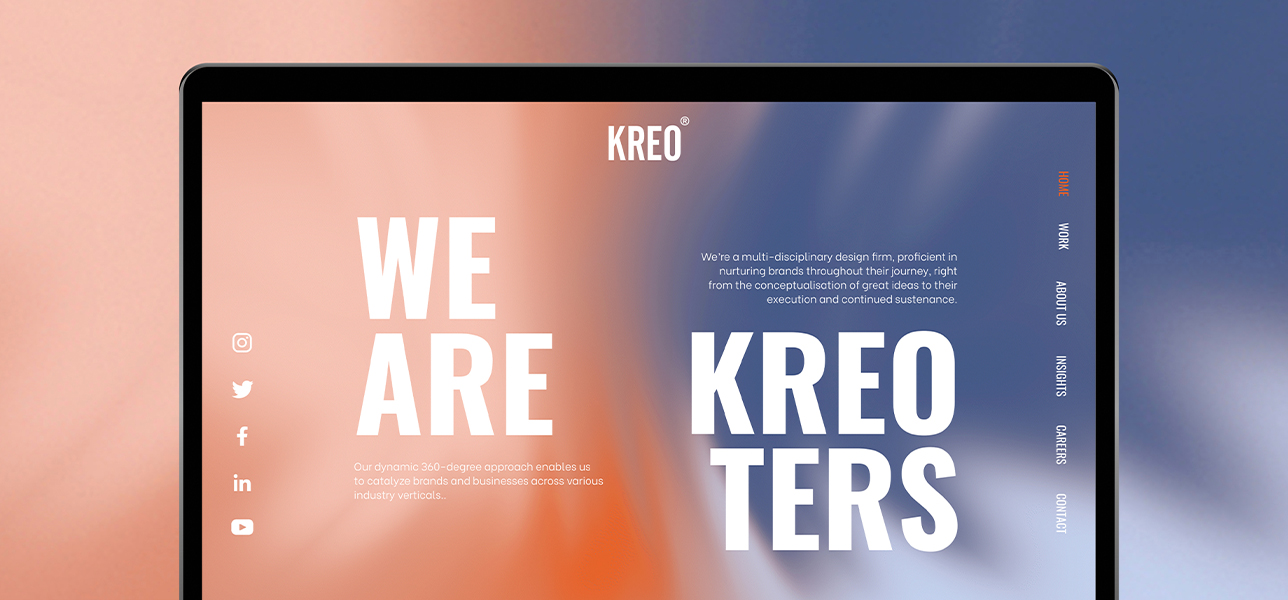 KREO®
WE
ARE
Our dynamic 360-degree approach enables us
to catalyze brands and businesses across various
industry verticals...
We're a multi-disciplinary design firm, proficient in
nurturing brands throughout their journey, right
from the conceptualisation of great ideas to their
execution and continued sustenance.
KREO
TERS
HOME
WORK
ABOUT US
INSIGHTS
CAREERS
CONTACT